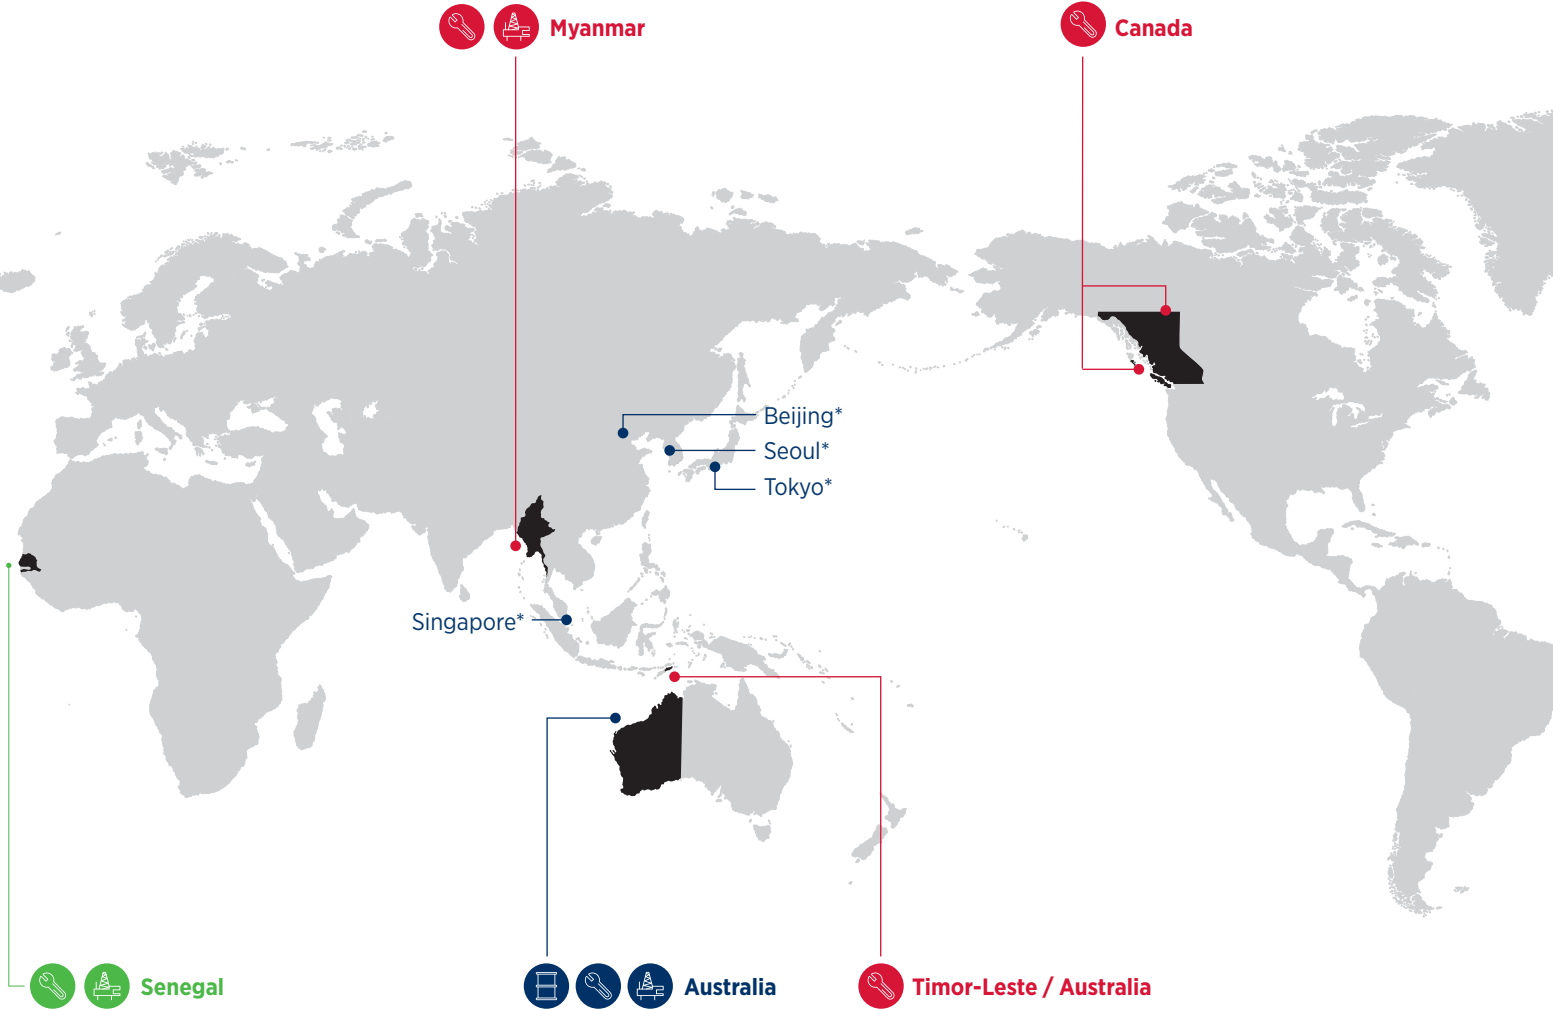 Myanmar
Canada
Beijing*
Seoul*
Tokyo*
Singapore*
Senegal
Australia
Timor-Leste / Australia